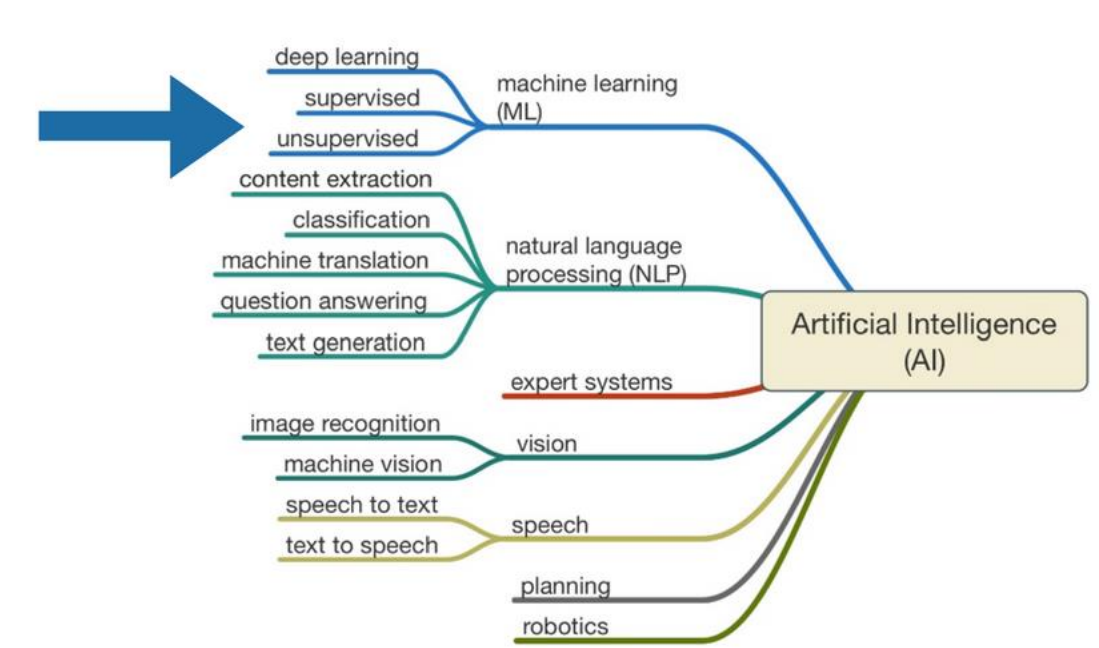 deep learning
supervised
unsupervised
machine learning
(ML)
content extraction
classification
machine translation
question answering
text generation
natural language
processing (NLP)
expert systems
image recognition
machine vision
vision
speech to text
text to speech
speech
planning
robotics
Artificial Intelligence
(AI)